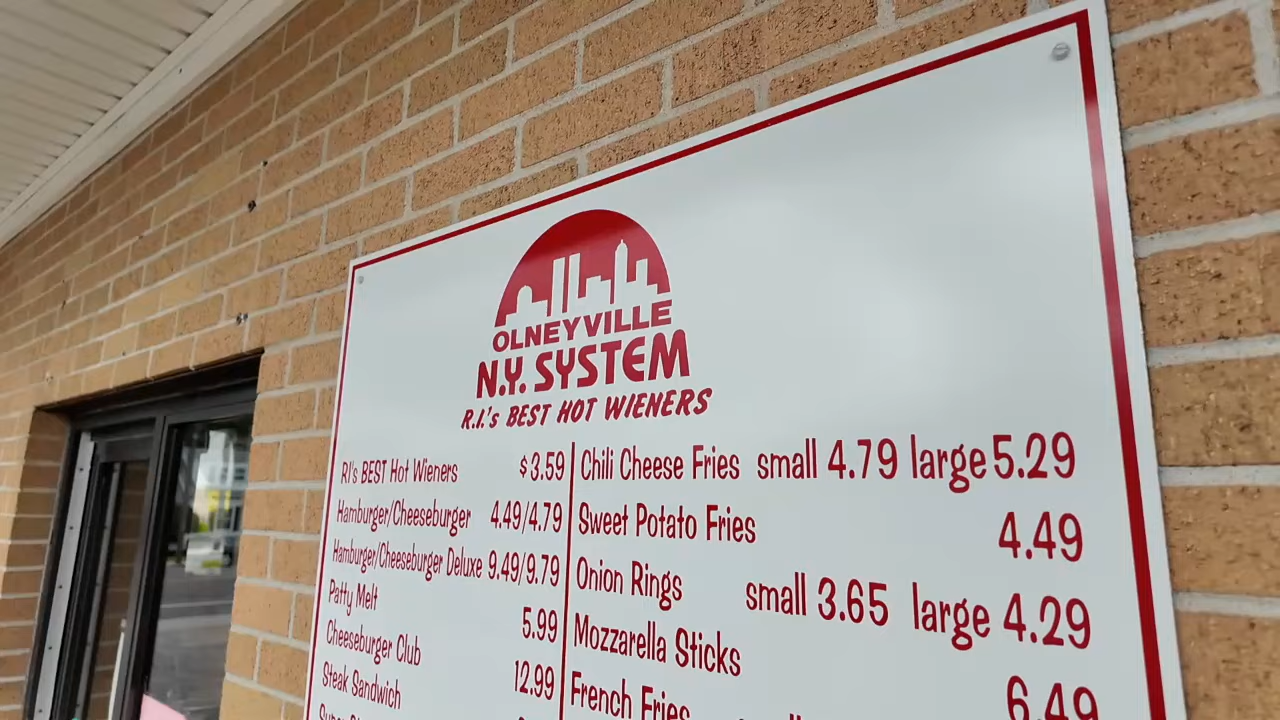 OLNEYVILLE
N.Y. SYSTEM
R.I.'s BEST HOT WIENERS
RI's BEST Hot Wieners $3.59
Hamburger/Cheeseburger 4.49/4.79
Hamburger/Cheeseburger Deluxe 9.49/9.79
Patty Melt 5.99
Cheeseburger Club 12.99
Steak Sandwich
Chili Cheese Fries small 4.79 large 5.29
Sweet Potato Fries 4.49
Onion Rings small 3.65 large 4.29
Mozzarella Sticks 6.49
French Fries